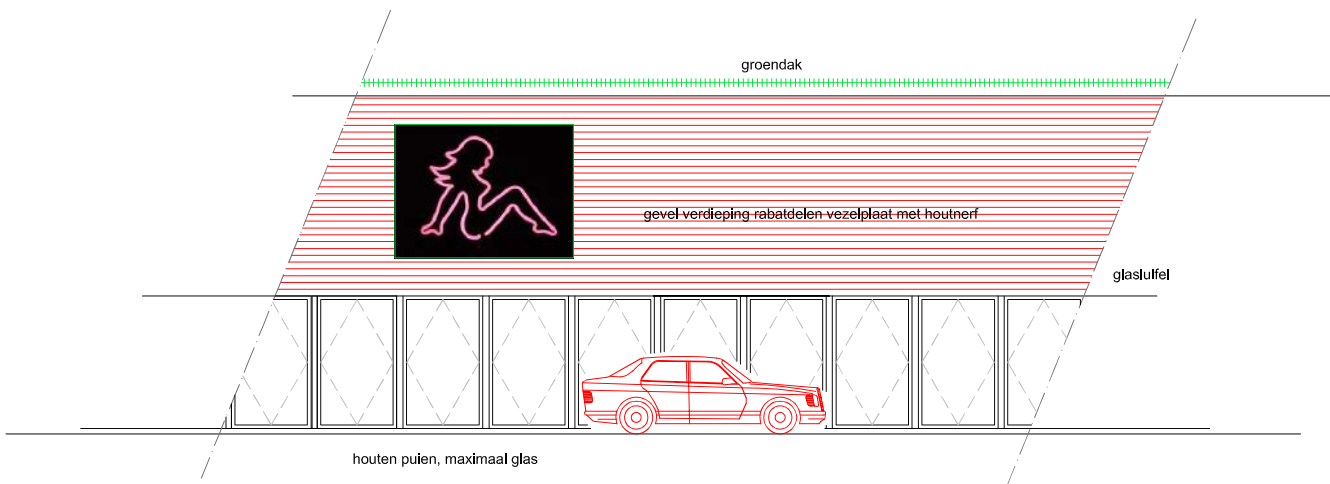 groendak
gevel verdieping rabatdelen vezelplaat met houtnerf
glasluifel
houten puien, maximaal glas